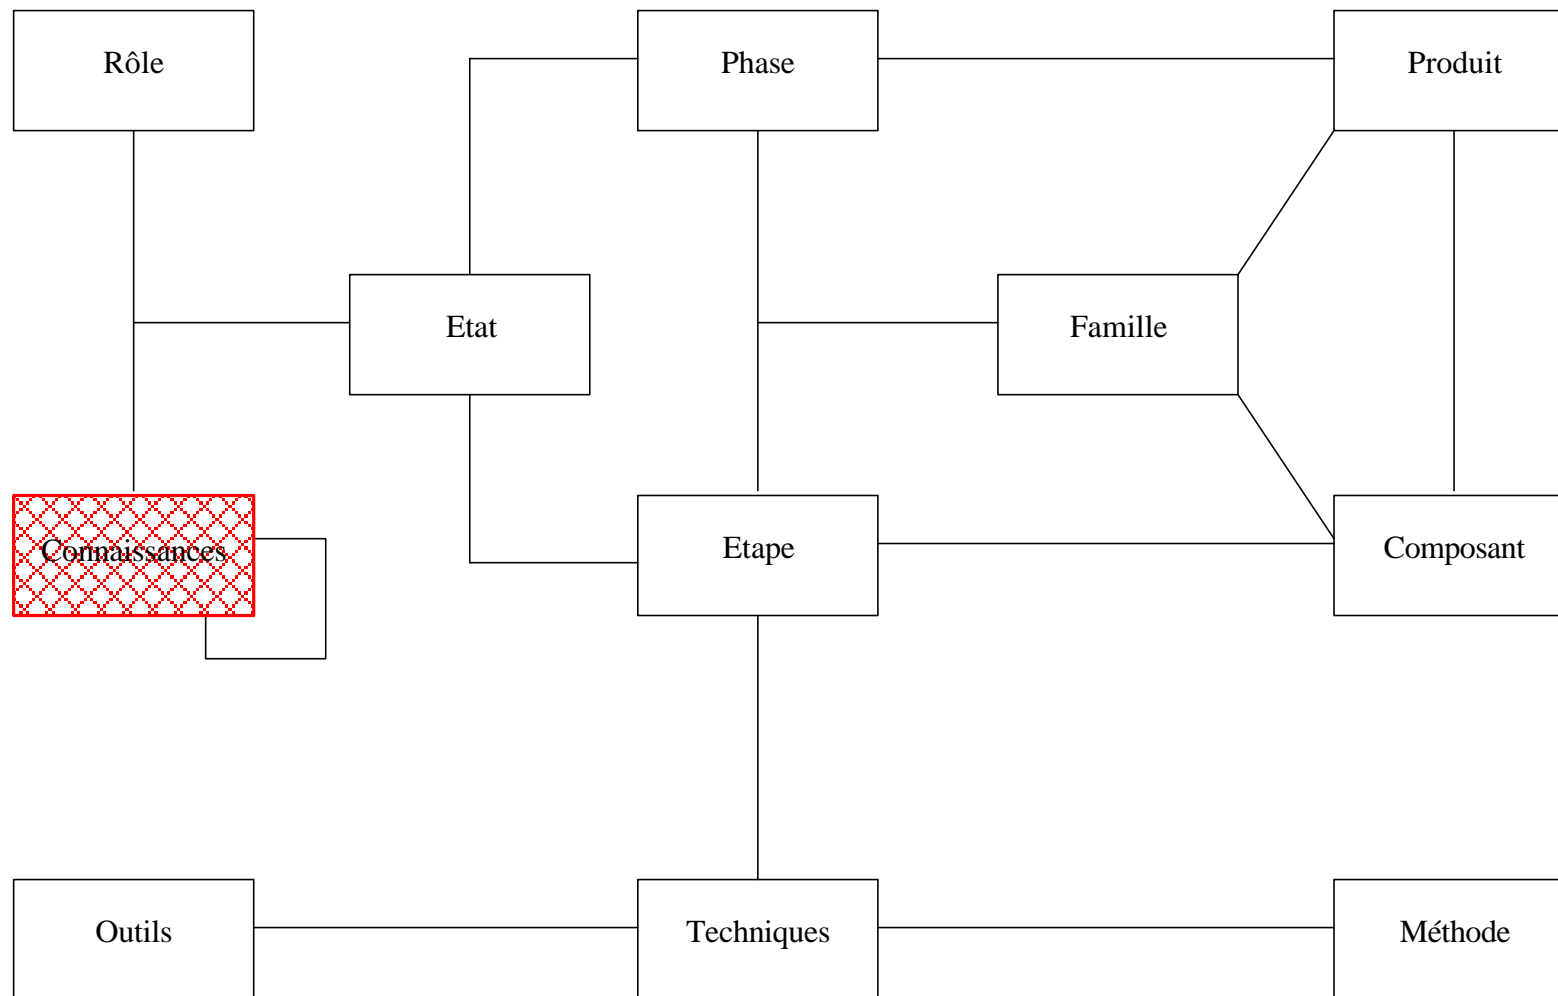 Rôle
Phase
Produit
Etat
Famille
Connaissances
Etape
Composant
Outils
Techniques
Méthode